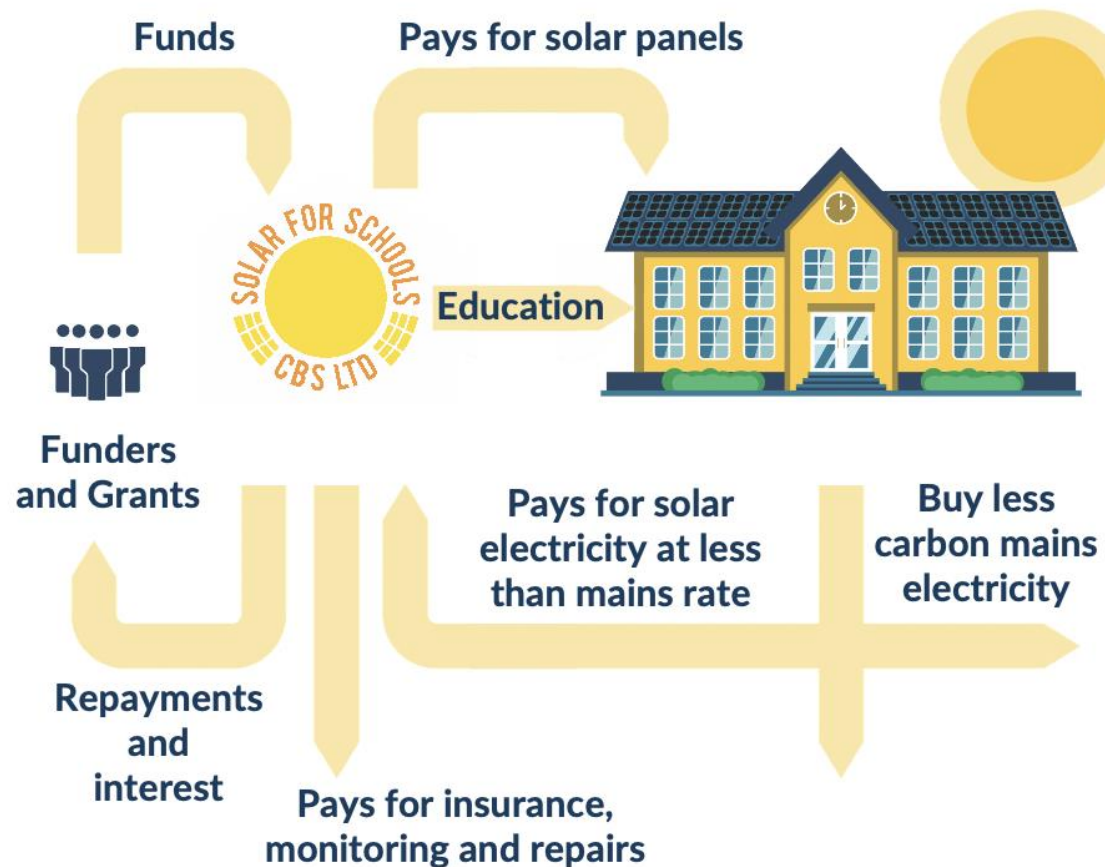 Funds
Pays for solar panels
SOLAR FOR SCHOOLS
CBS LTD
Education
Funders
and Grants
Pays for solar
electricity at less
than mains rate
Buy less
carbon mains
electricity
Repayments
and
interest
Pays for insurance,
monitoring and repairs